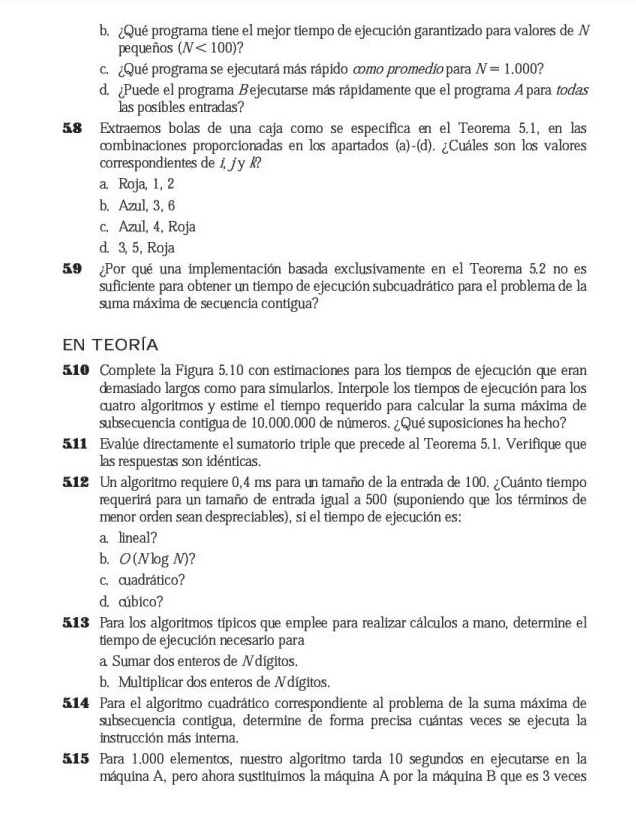 b. ¿Qué programa tiene el mejor tiempo de ejecución garantizado para valores de N
pequeños (N < 100)?
c. ¿Qué programa se ejecutará más rápido como promedio para N = 1.000?
d. ¿Puede el programa B ejecutarse más rápidamente que el programa A para todas
las posibles entradas?
5.8 Extraemos bolas de una caja como se especifica en el Teorema 5.1, en las
combinaciones proporcionadas en los apartados (a)-(d). ¿Cuáles son los valores
correspondientes de i, j y k?
a. Roja, 1, 2
b. Azul, 3, 6
c. Azul, 4, Roja
d. 3, 5, Roja
5.9 ¿Por qué una implementación basada exclusivamente en el Teorema 5.2 no es
suficiente para obtener un tiempo de ejecución subcuadrático para el problema de la
suma máxima de secuencia contigua?
EN TEORÍA
5.10 Complete la Figura 5.10 con estimaciones para los tiempos de ejecución que eran
demasiado largos como para simularlos. Interpole los tiempos de ejecución para los
cuatro algoritmos y estime el tiempo requerido para calcular la suma máxima de
subsecuencia contigua de 10.000.000 de números. ¿Qué suposiciones ha hecho?
5.11 Evalúe directamente el sumatorio triple que precede al Teorema 5.1. Verifique que
las respuestas son idénticas.
5.12 Un algoritmo requiere 0,4 ms para un tamaño de la entrada de 100. ¿Cuánto tiempo
requerirá para un tamaño de entrada igual a 500 (suponiendo que los términos de
menor orden sean despreciables), si el tiempo de ejecución es:
a. lineal?
b. O(N log N)?
c. cuadrático?
d. cúbico?
5.13 Para los algoritmos típicos que emplee para realizar cálculos a mano, determine el
tiempo de ejecución necesario para
a. Sumar dos enteros de N dígitos.
b. Multiplicar dos enteros de N dígitos.
5.14 Para el algoritmo cuadrático correspondiente al problema de la suma máxima de
subsecuencia contigua, determine de forma precisa cuántas veces se ejecuta la
instrucción más interna.
5.15 Para 1.000 elementos, nuestro algoritmo tarda 10 segundos en ejecutarse en la
máquina A, pero ahora sustituimos la máquina A por la máquina B que es 3 veces